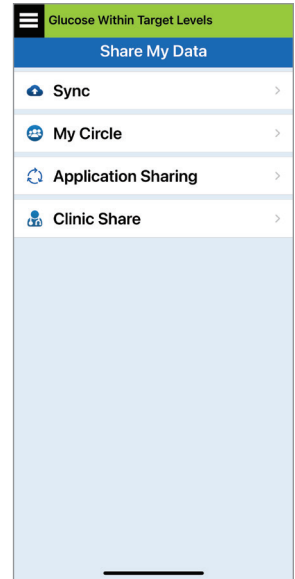 Glucose Within Target Levels
Share My Data
Sync
My Circle
Application Sharing
Clinic Share